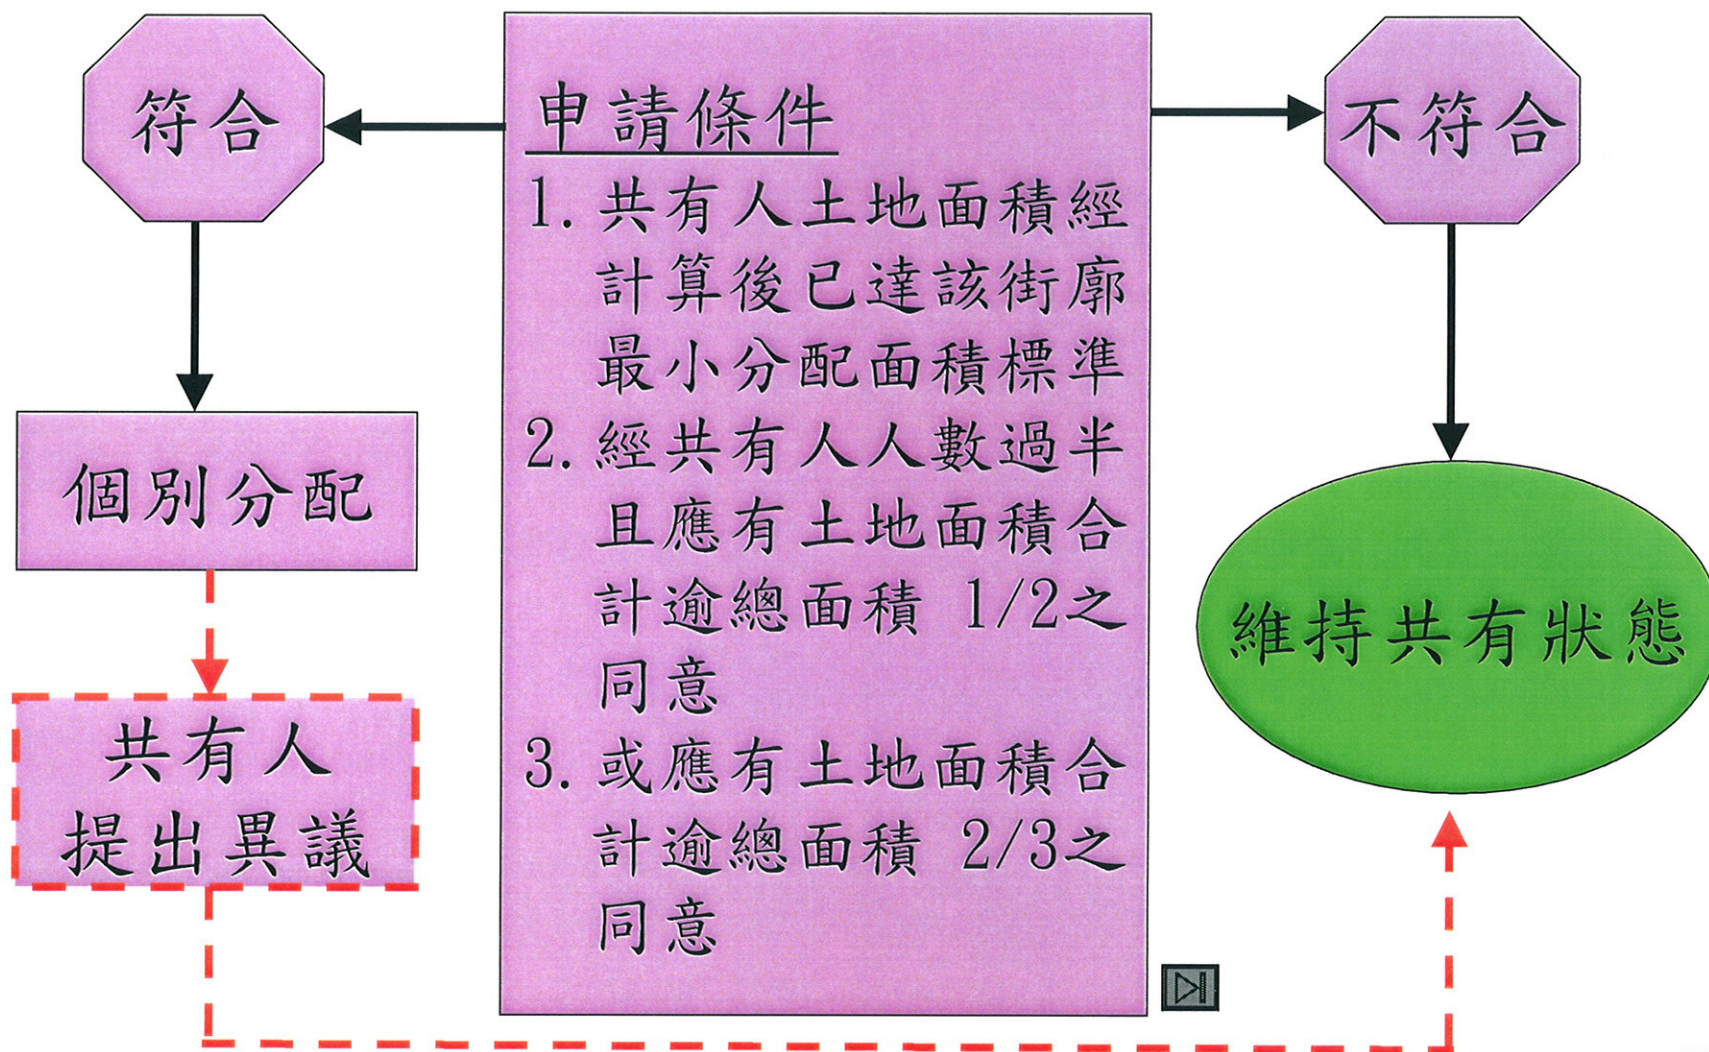 符合
個別分配
共有人
提出異議
申請條件
1. 共有人土地面積經
計算後已達該街廓
最小分配面積標準
2. 經共有人人數過半
且應有土地面積合
計逾總面積 1/2之
同意
3. 或應有土地面積合
計逾總面積 2/3之
同意
不符合
維持共有狀態